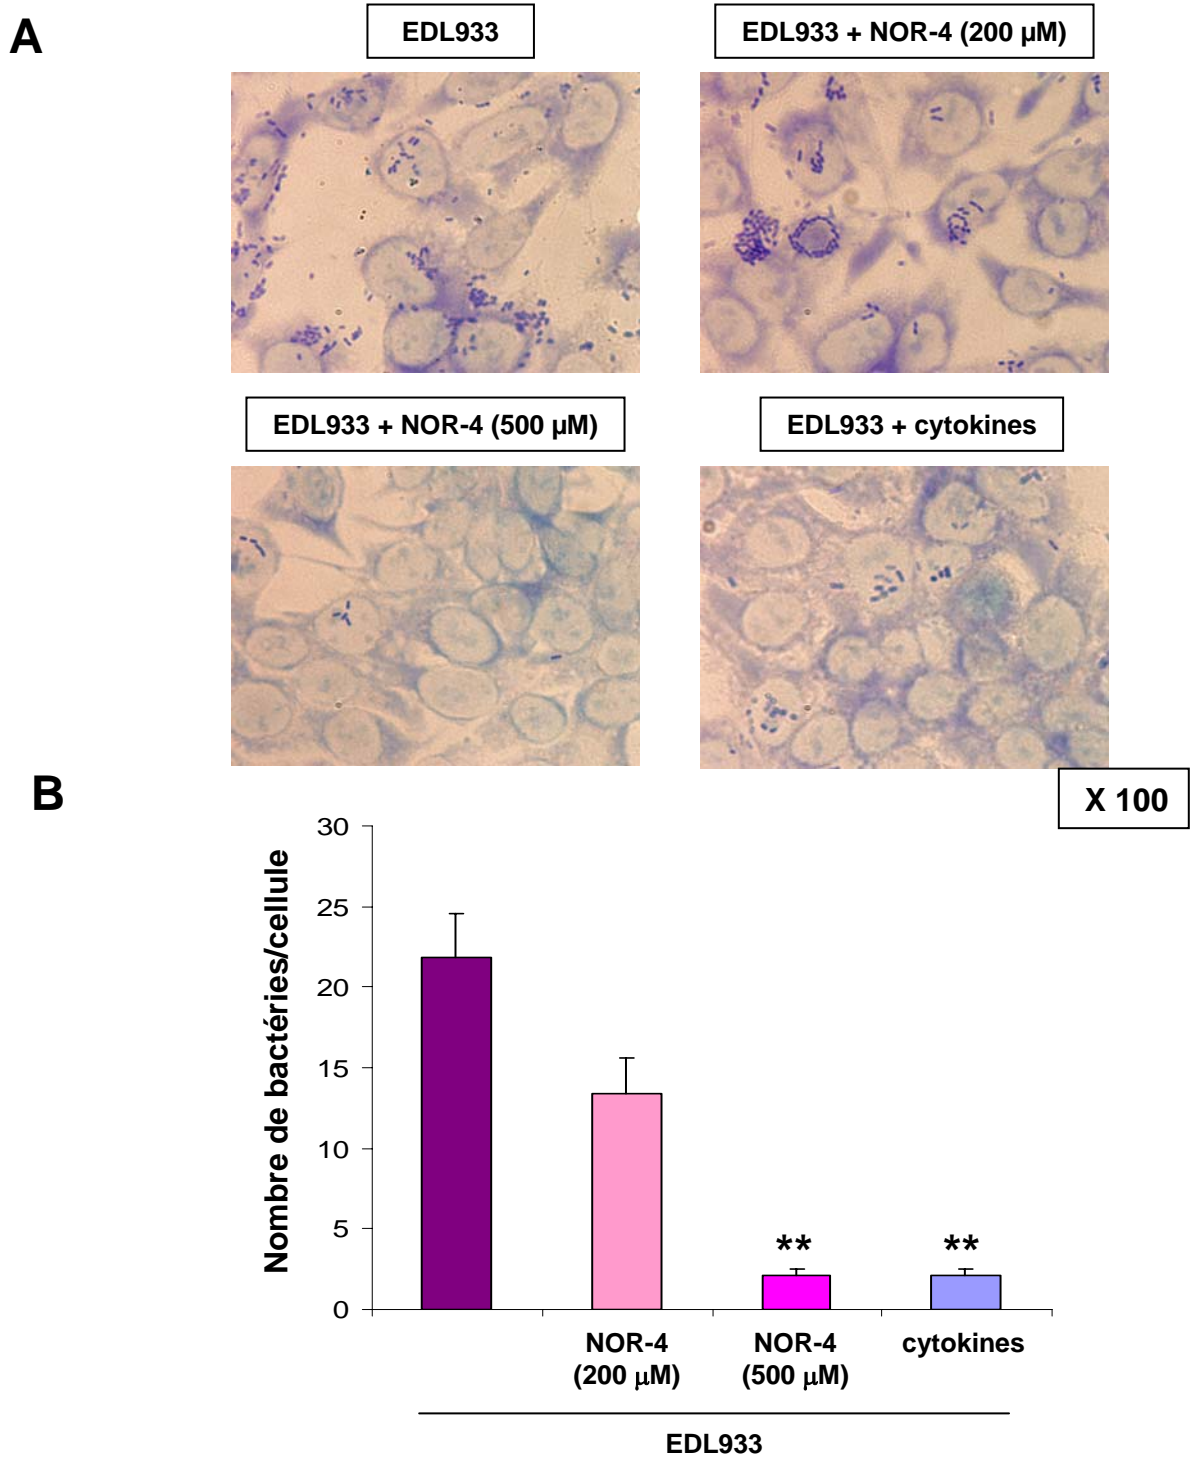 A
EDL933
EDL933 + NOR-4 (200 µM)
EDL933 + NOR-4 (500 µM)
EDL933 + cytokines
X 100
B
Nombre de bactéries/cellule
30
25
20
15
10
5
0
**
**
NOR-4
(200 µM)
NOR-4
(500 µM)
cytokines
EDL933